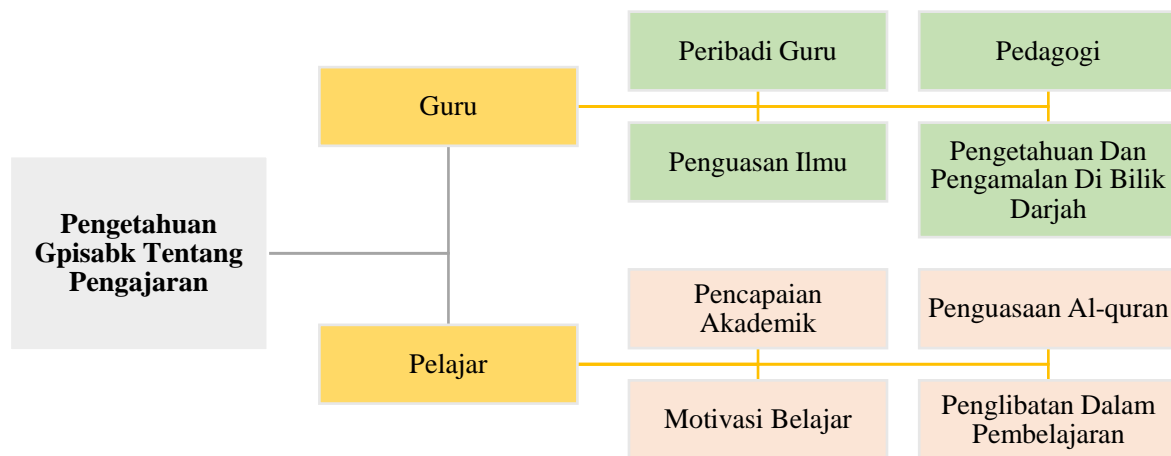 Pengetahuan
Gpisabk Tentang
Pengajaran
Guru
Peribadi Guru
Pedagogi
Penguasan Ilmu
Pengetahuan Dan
Pengamalan Di Bilik
Darjah
Pelajar
Pencapaian
Akademik
Penguasaan Al-quran
Motivasi Belajar
Penglibatan Dalam
Pembelajaran